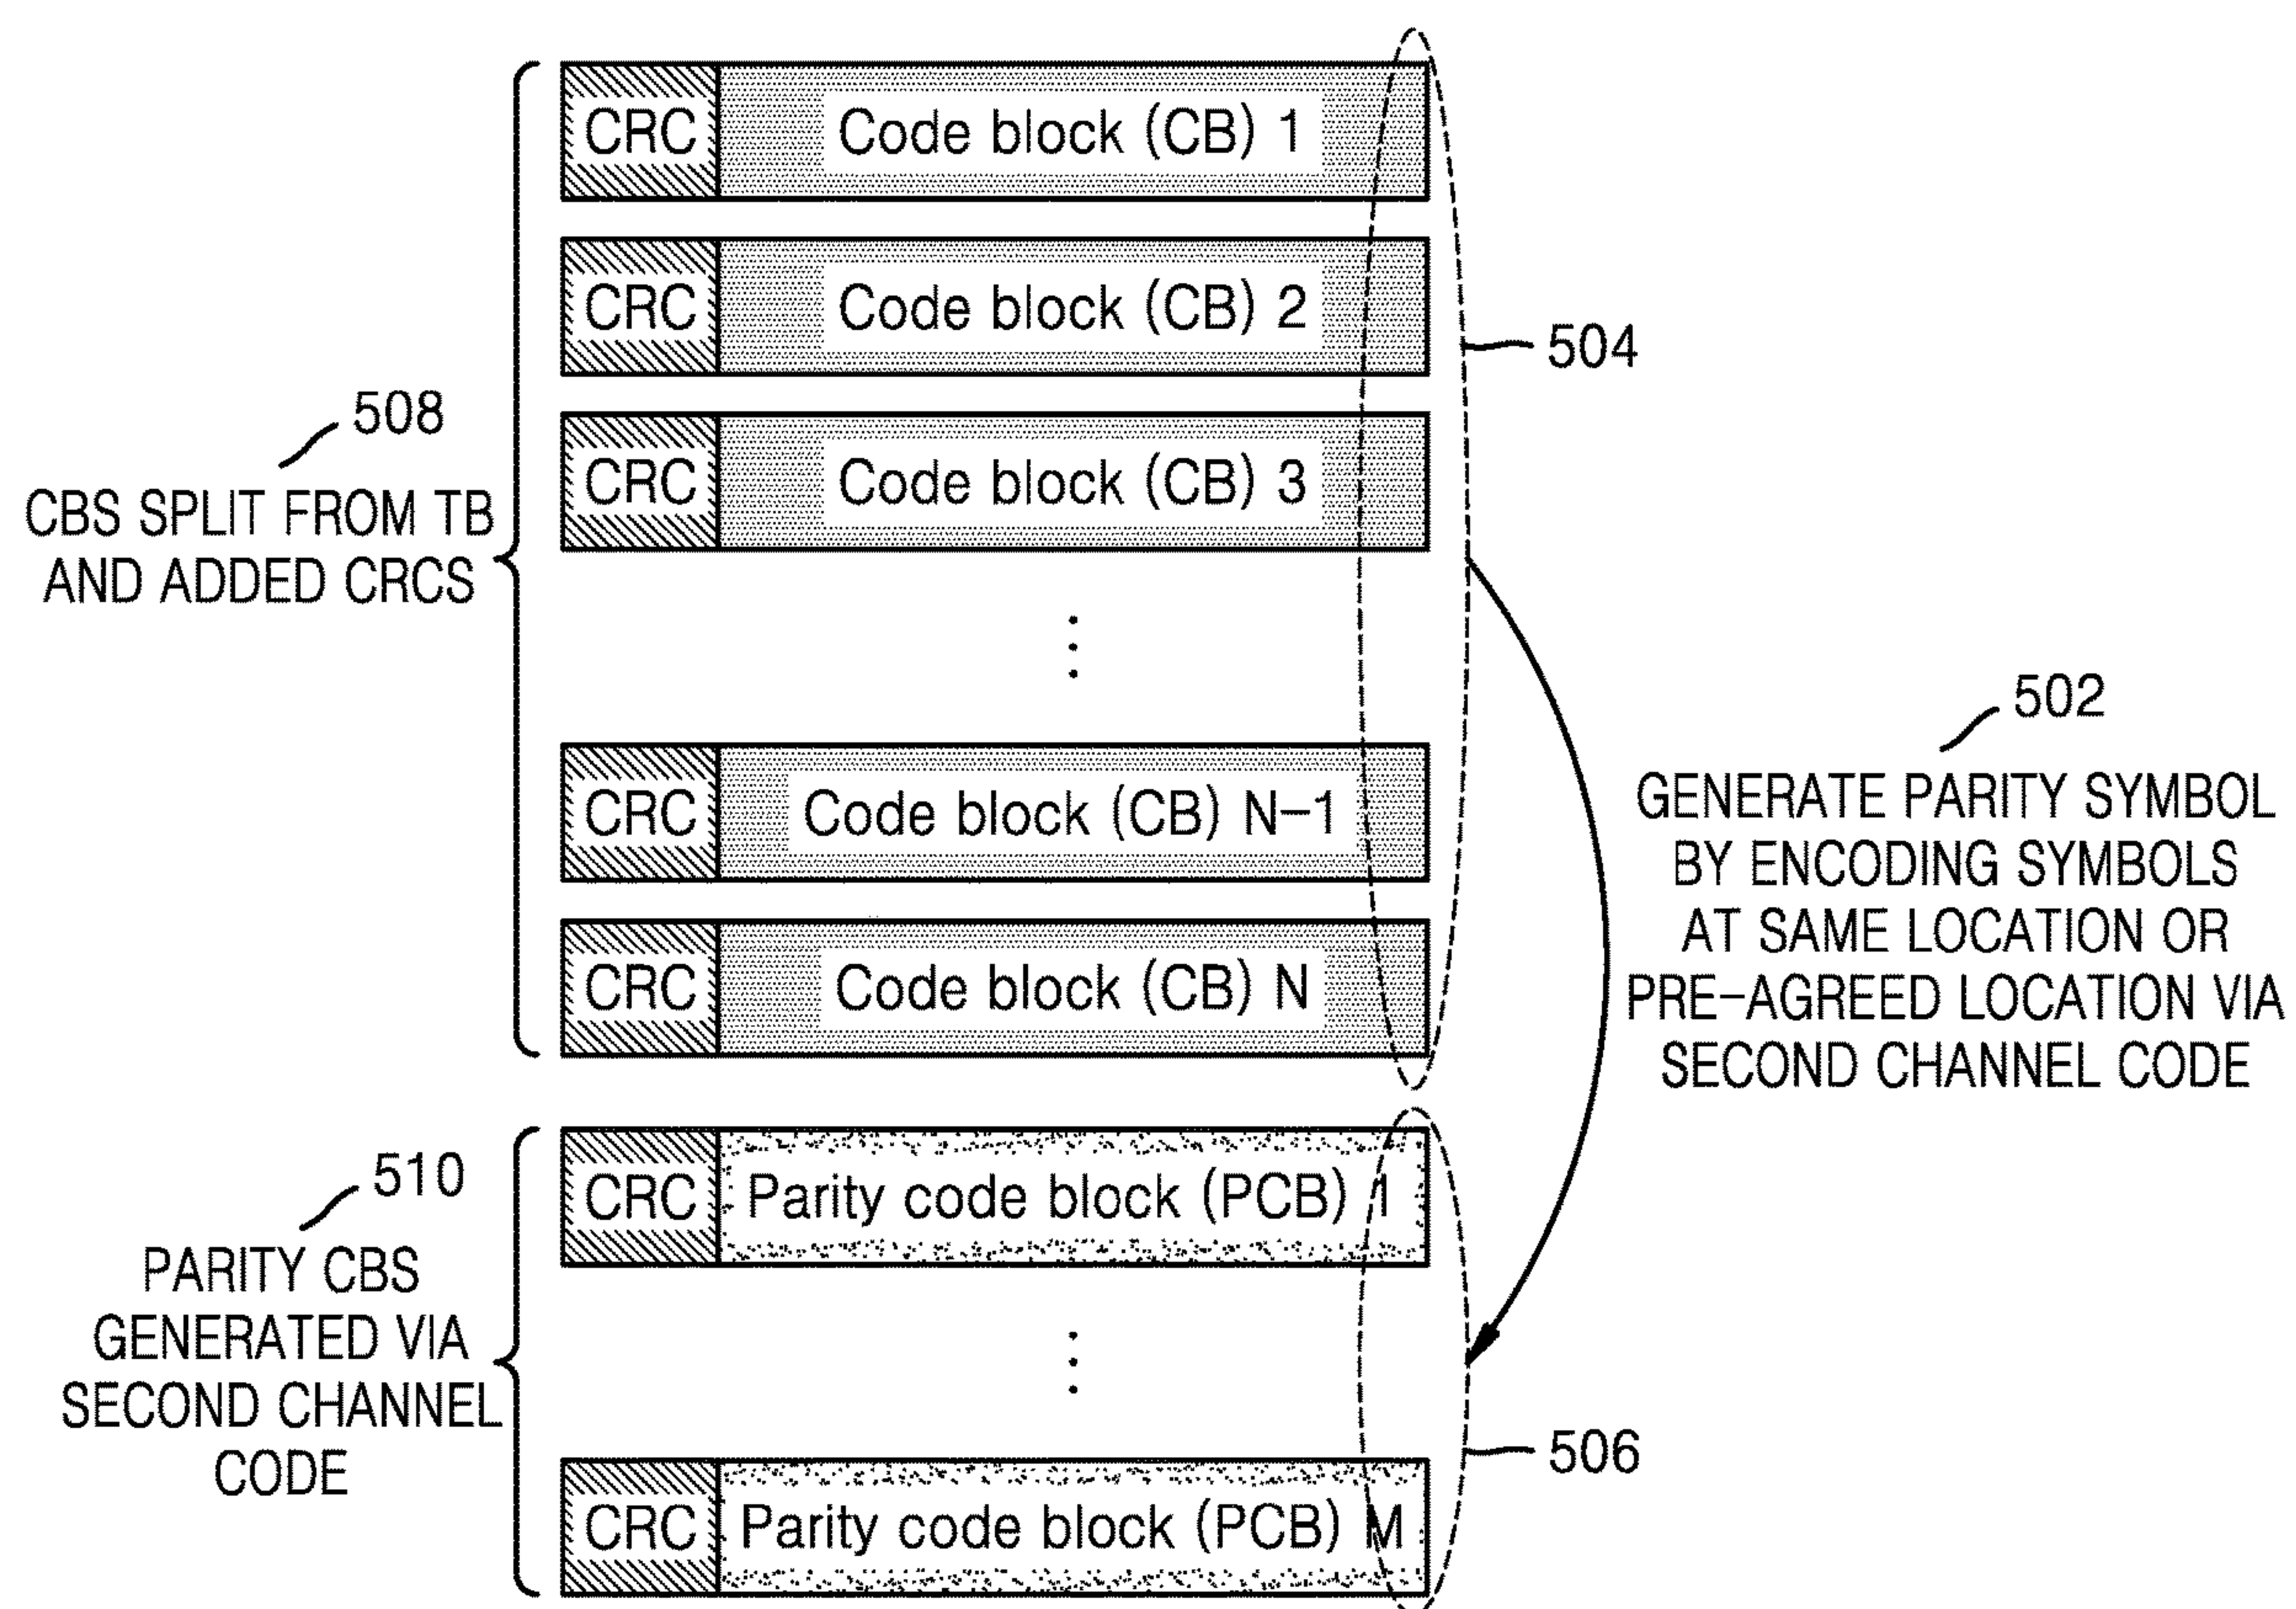 CRC Code block (CB) 1
CRC Code block (CB) 2
504
CRC Code block (CB) 3
508
CBS SPLIT FROM TB
AND ADDED CRCS
502
GENERATE PARITY SYMBOL
BY ENCODING SYMBOLS
AT SAME LOCATION OR
PRE-AGREED LOCATION VIA
SECOND CHANNEL CODE
CRC Code block (CB) N-1
CRC Code block (CB) N
CRC Parity code block (PCB) 1
510
PARITY CBS
GENERATED VIA
SECOND CHANNEL
CODE
506
CRC Parity code block (PCB) M